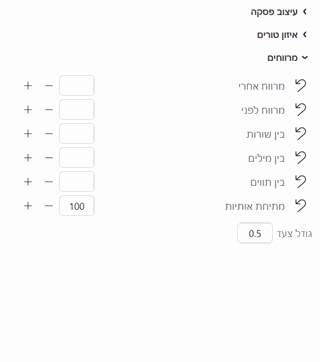 עיצוב פסקה
איזון טורים
מרווחים
מרווח אחרי
מרווח לפני
בין שורות
בין מילים
בין תווים
מתיחת אותיות 100
גודל צעד 0.5